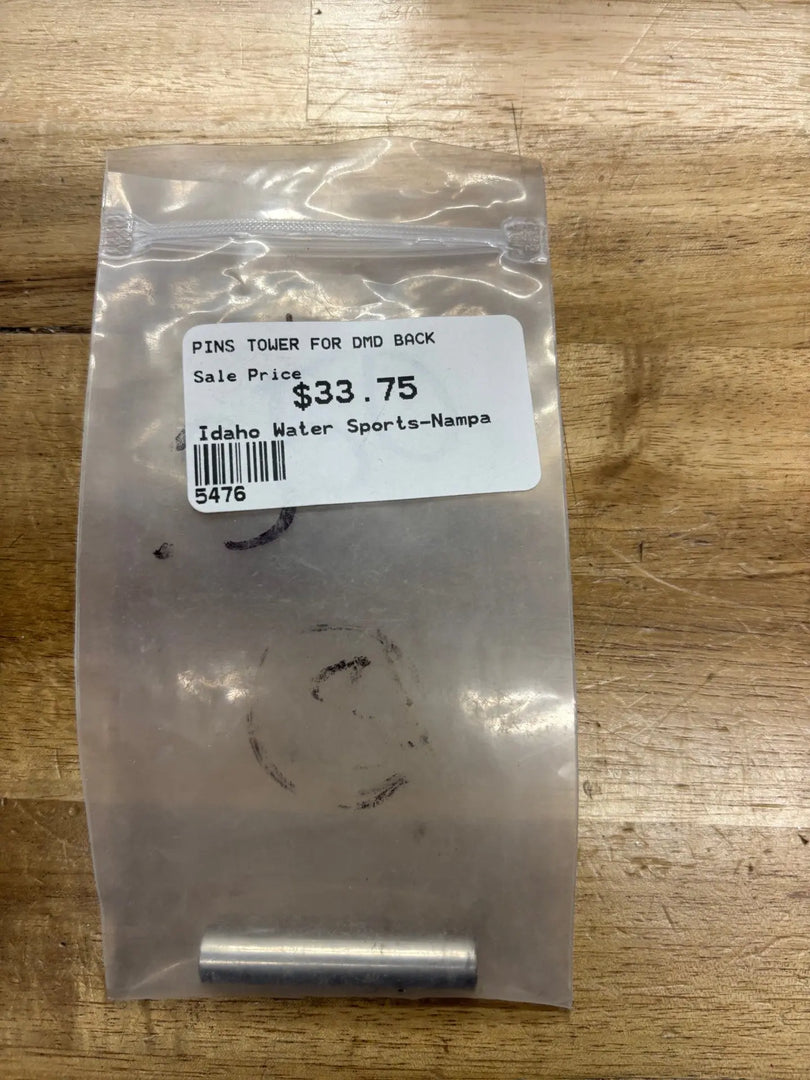 PINS TOWER FOR DMD BACK
Sale Price
$33.75
Idaho Water Sports-Nampa
5476